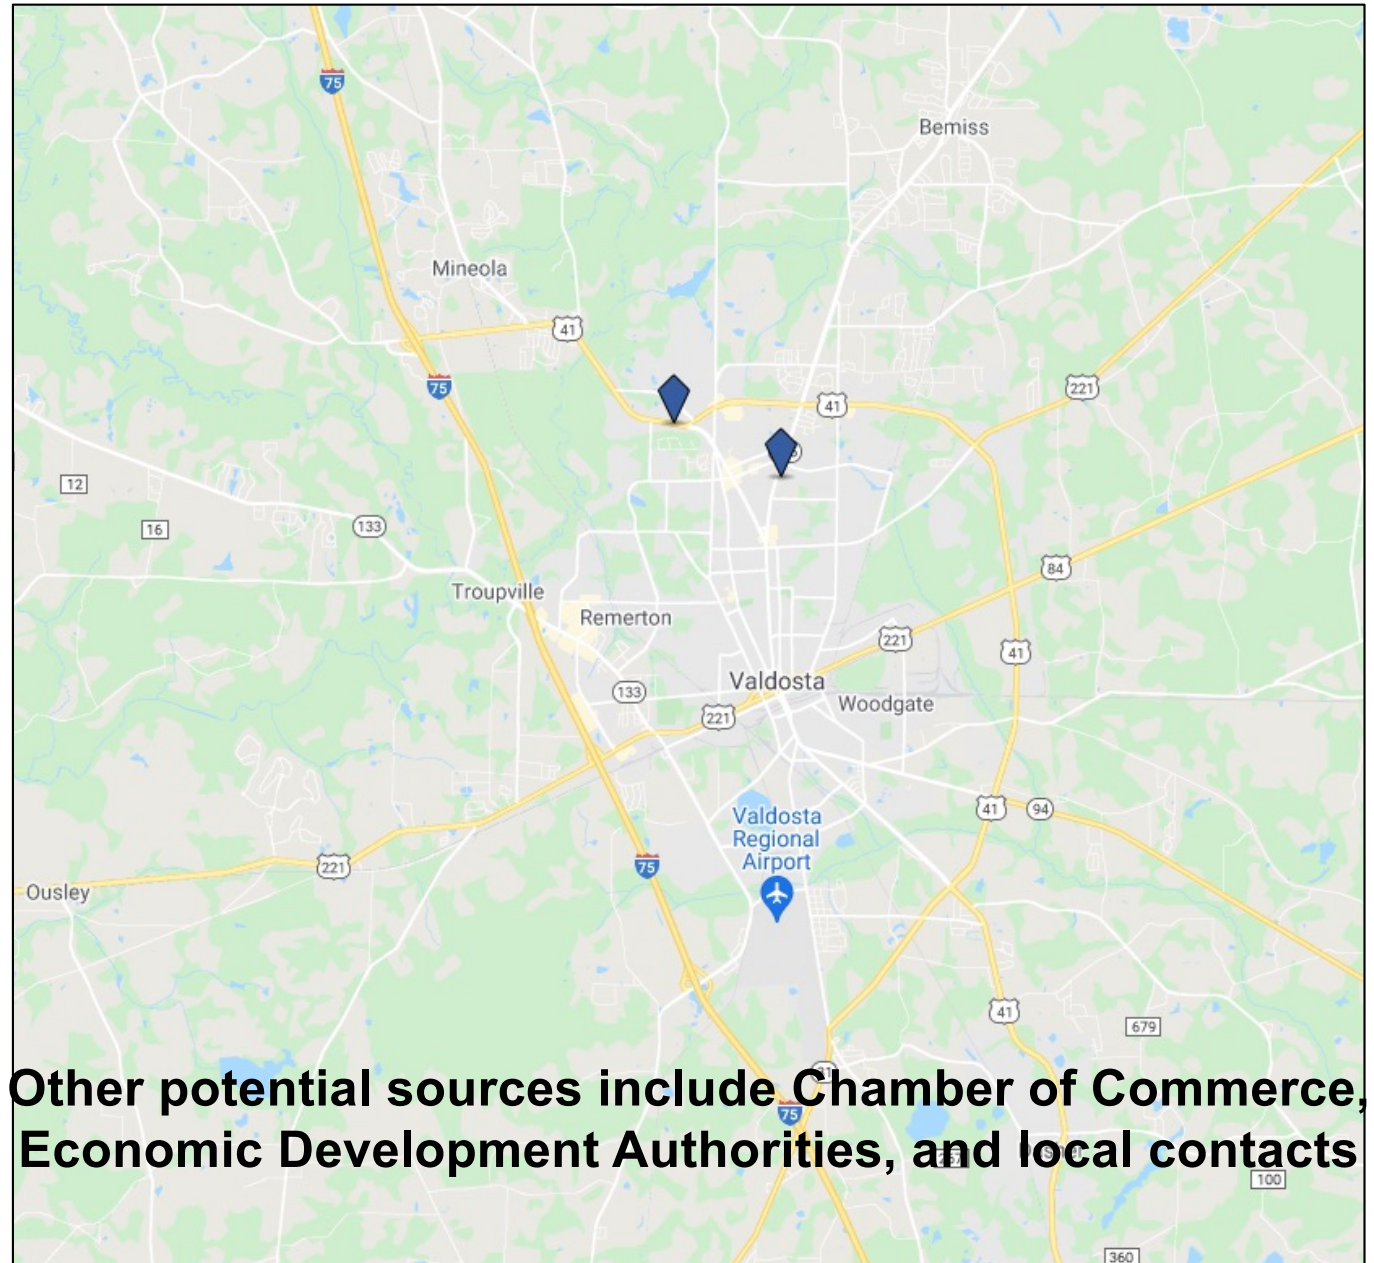 75
Bemiss
Mineola
41
75
221
41
12
133
16
84
Troupville
Remerton
221
41
133
Valdosta
Woodgate
221
41
94
Valdosta
Regional
Airport
75
221
Ousley
41
679
Other potential sources include Chamber of Commerce,
75
Economic Development Authorities, and local contacts
100
360